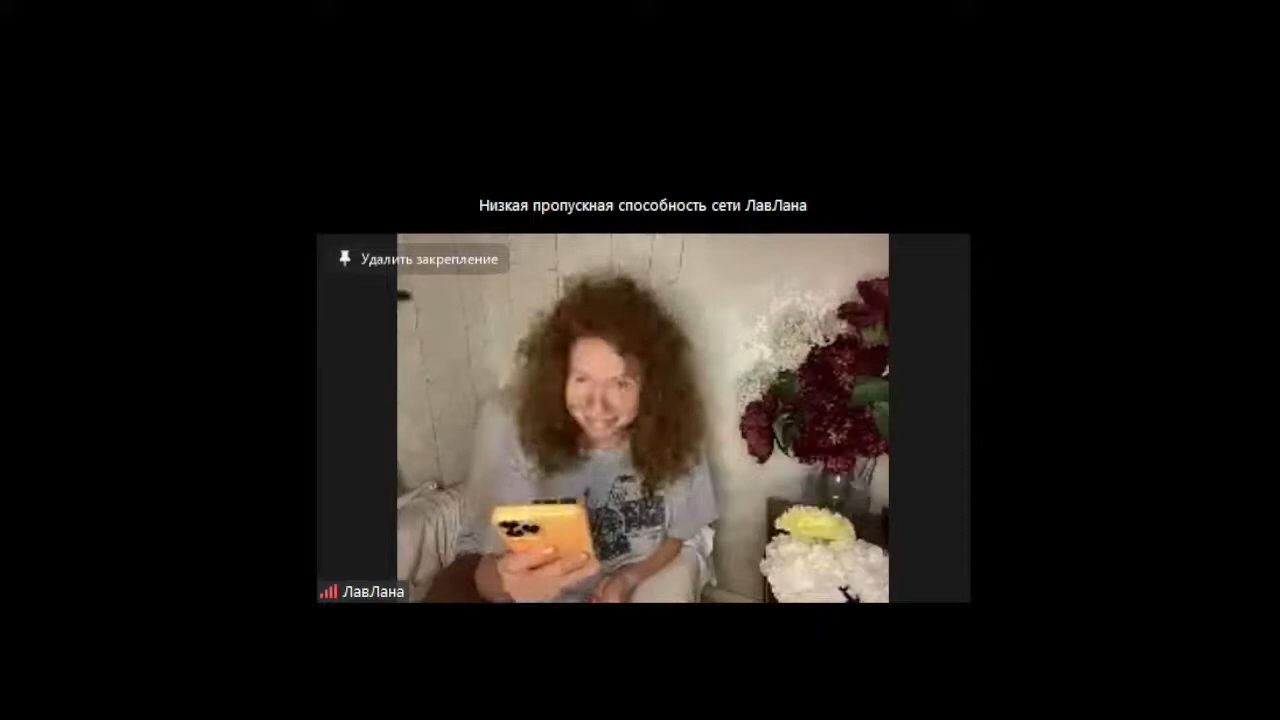 Низкая пропускная способность сети ЛавЛана
Удалить закрепление
ЛавЛана